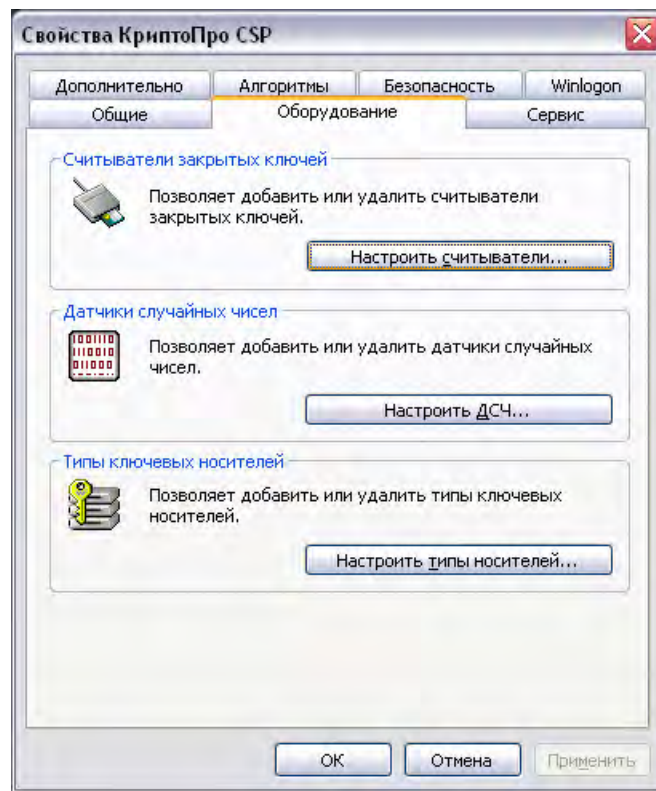 Свойства КриптоПро CSP
Дополнительно Алгоритмы Безопасность Winlogon
Общие Оборудование Сервис
Считыватели закрытых ключей
Позволяет добавить или удалить считыватели
закрытых ключей.
Настроить считыватели...
Датчики случайных чисел
Позволяет добавить или удалить датчики случайных
чисел.
Настроить ДСЧ...
Типы ключевых носителей
Позволяет добавить или удалить типы ключевых
носителей.
Настроить типы носителей...
ОК Отмена Применить